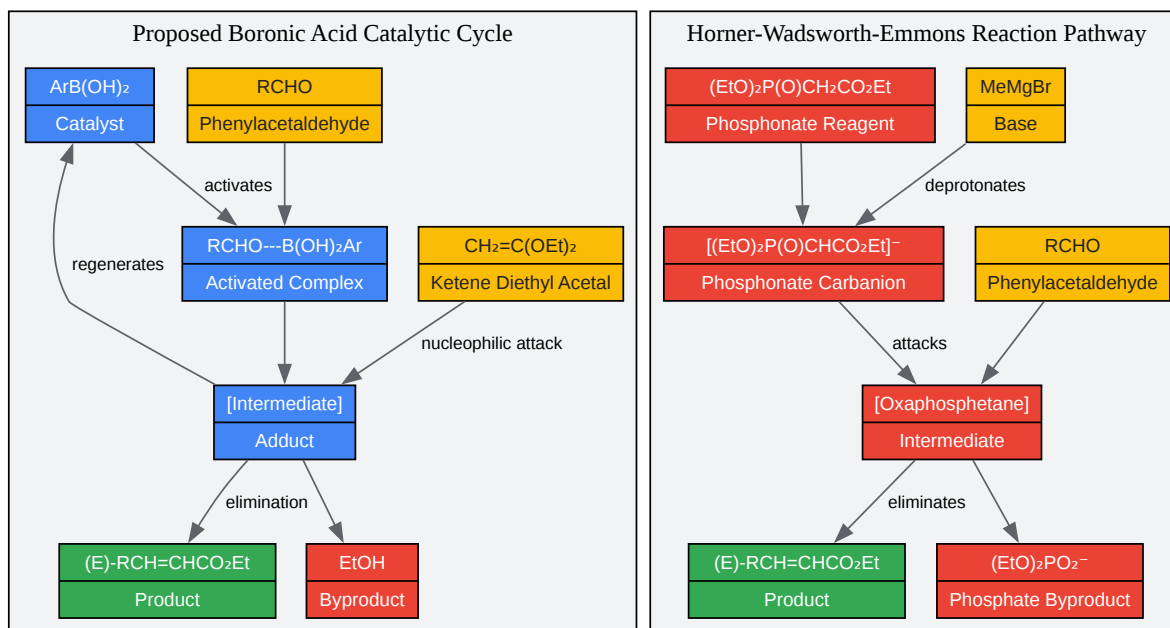 Proposed Boronic Acid Catalytic Cycle
ArB(OH)₂
Catalyst
RCHO
Phenylacetaldehyde
activates
RCHO---B(OH)₂Ar
Activated Complex
CH₂=C(OEt)₂
Ketene Diethyl Acetal
regenerates
nucleophilic attack
[Intermediate]
Adduct
elimination
(E)-RCH=CHCO₂Et
Product
EtOH
Byproduct
Horner-Wadsworth-Emmons Reaction Pathway
(EtO)₂P(O)CH₂CO₂Et
Phosphonate Reagent
MeMgBr
Base
deprotonates
[(EtO)₂P(O)CHCO₂Et]⁻
Phosphonate Carbanion
RCHO
Phenylacetaldehyde
attacks
[Oxaphosphetane]
Intermediate
eliminates
(E)-RCH=CHCO₂Et
Product
(EtO)₂PO₂⁻
Phosphate Byproduct